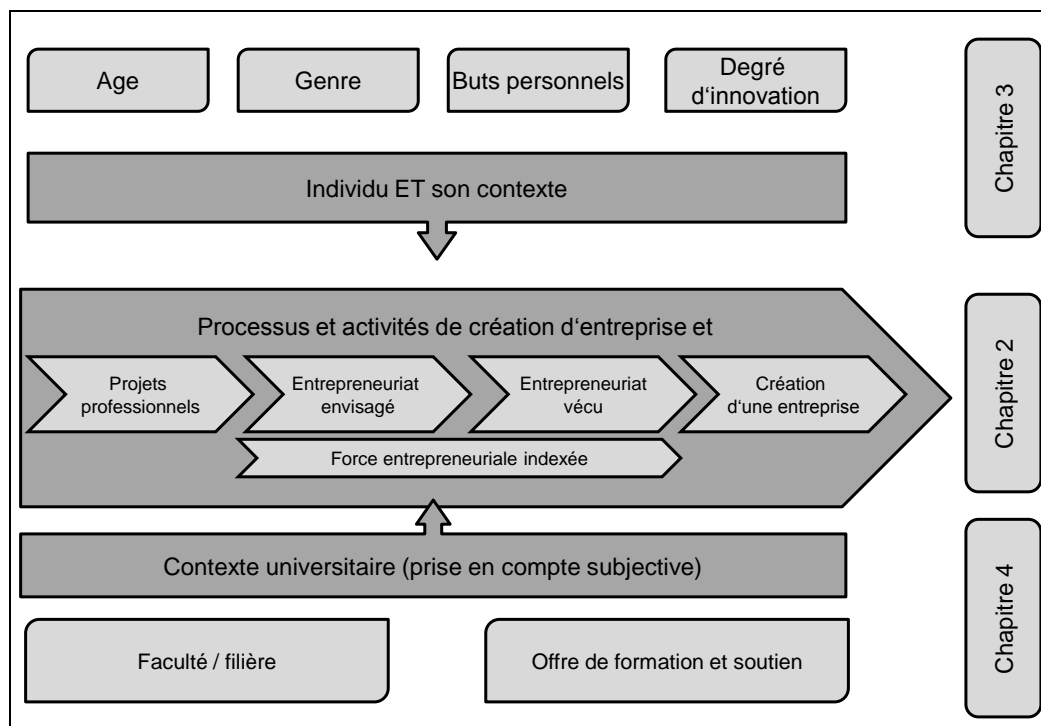 Age
Genre
Buts personnels
Degré
d‘innovation
Chapitre 3
Individu ET son contexte
Processus et activités de création d‘entreprise et
Projets
professionnels
Entrepreneuriat
envisagé
Entrepreneuriat
vécu
Création
d‘une entreprise
Force entrepreneuriale indexée
Chapitre 2
Contexte universitaire (prise en compte subjective)
Faculté / filière
Offre de formation et soutien
Chapitre 4